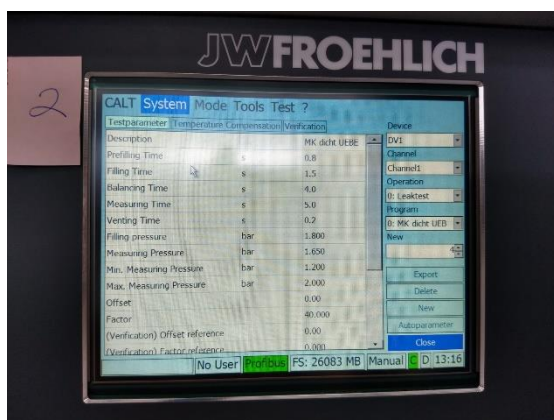 JWFROEHLICH
2
CALT System Mode Tools Test ?
Testparameter Temperature Compensation Verification
Description MK dicht UEBE
Prefilling Time s 0.8
Filling Time s 1.5
Balancing Time s 4.0
Measuring Time s 5.0
Venting Time s 0.2
Filling pressure bar 1.800
Measuring Pressure bar 1.650
Min. Measuring Pressure bar 1.200
Max. Measuring Pressure bar 2.000
Offset 0.00
Factor 40.000
(Verification) Offset reference 0.00
(Verification) Factor reference 0.000
Device
DV1
Channel
Channel1
Operation
0: Leaktest
Program
0: MK dicht UEB
New
Export
Delete
New
Autoparameter
Close
No User Profibus FS: 26083 MB Manual C D 13:16